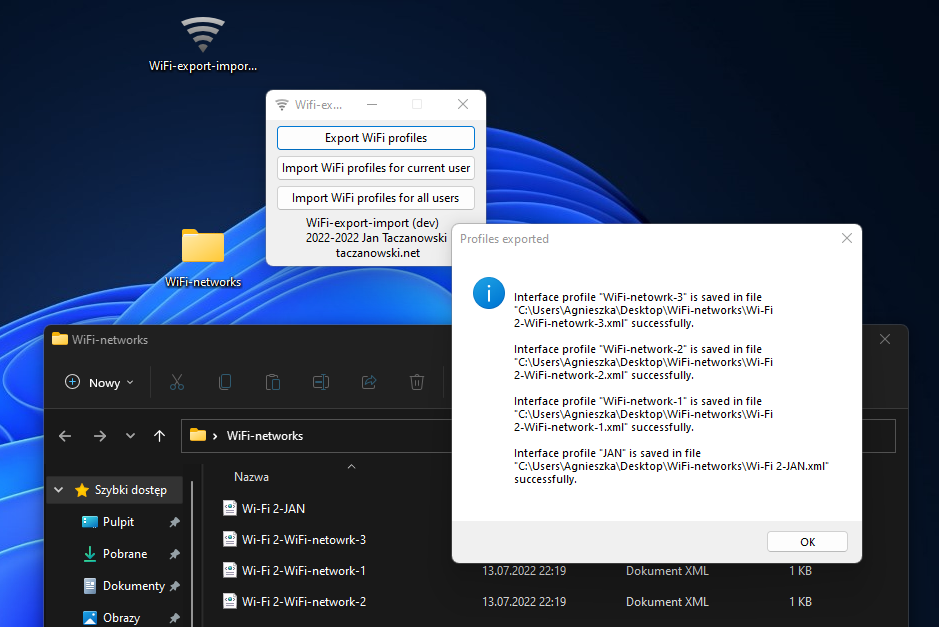 WiFi-export-impor...
Wifi-ex...
Export WiFi profiles
Import WiFi profiles for current user
Import WiFi profiles for all users
WiFi-export-import (dev)
2022-2022 Jan Taczanowski
taczanowski.net
WiFi-networks
Profiles exported
Interface profile "WiFi-netowrk-3" is saved in file
"C:\Users\Agnieszka\Desktop\WiFi-networks\Wi-Fi
2-WiFi-netowrk-3.xml" successfully.
Interface profile "WiFi-network-2" is saved in file
"C:\Users\Agnieszka\Desktop\WiFi-networks\Wi-Fi
2-WiFi-network-2.xml" successfully.
Interface profile "WiFi-network-1" is saved in file
"C:\Users\Agnieszka\Desktop\WiFi-networks\Wi-Fi
2-WiFi-network-1.xml" successfully.
Interface profile "JAN" is saved in file
"C:\Users\Agnieszka\Desktop\WiFi-networks\Wi-Fi 2-JAN.xml"
successfully.
OK
WiFi-networks
Nowy
WiFi-networks
Szybki dostęp
Pulpit
Pobrane
Dokumenty
Obrazy
Nazwa
Wi-Fi 2-JAN
Wi-Fi 2-WiFi-netowrk-3
Wi-Fi 2-WiFi-network-1 13.07.2022 22:19 Dokument XML 1 KB
Wi-Fi 2-WiFi-network-2 13.07.2022 22:19 Dokument XML 1 KB